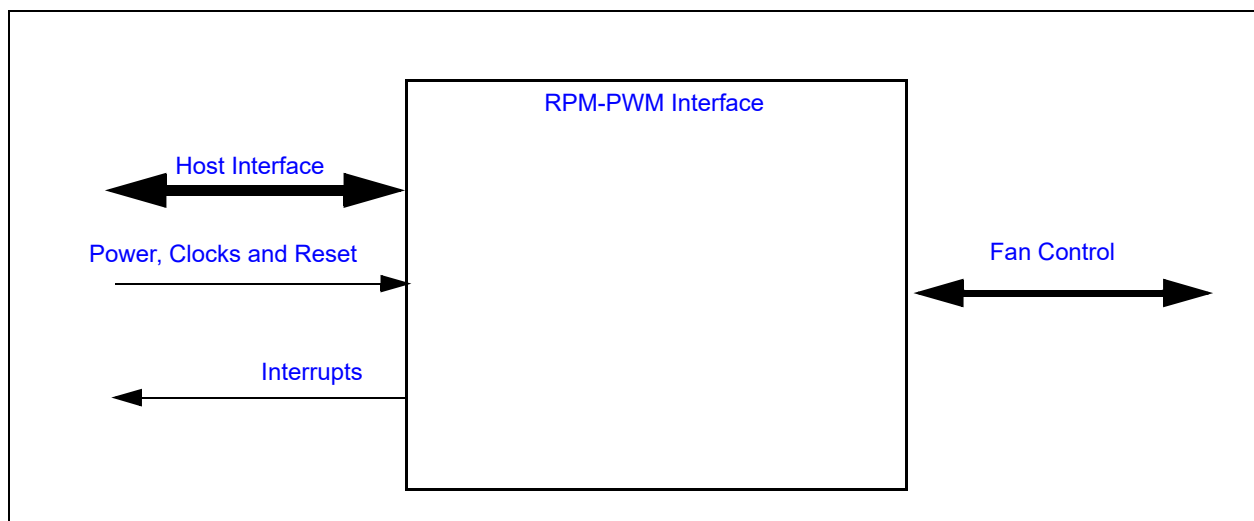 RPM-PWM Interface
Host Interface
Power, Clocks and Reset
Fan Control
Interrupts